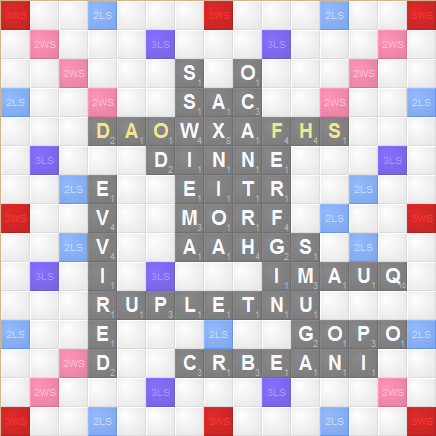 3WS 2LS 3WS 2LS 3WS
2WS 3LS 3LS 2WS
2WS S O 2WS
2LS 2WS S A C 2WS 2LS
D A O W X A F H S
3LS D I N N E 3LS
2LS E E I T R 2LS
3WS V M O R F 2LS 3WS
2LS V A A H G S 2LS
3LS I 3LS I M A U Q
R U P L E T N U
2LS E 2LS G O P O 2LS
2WS D C R B E A N I
2WS 3LS 3LS 2WS
3WS 2LS 3WS 2LS 3WS